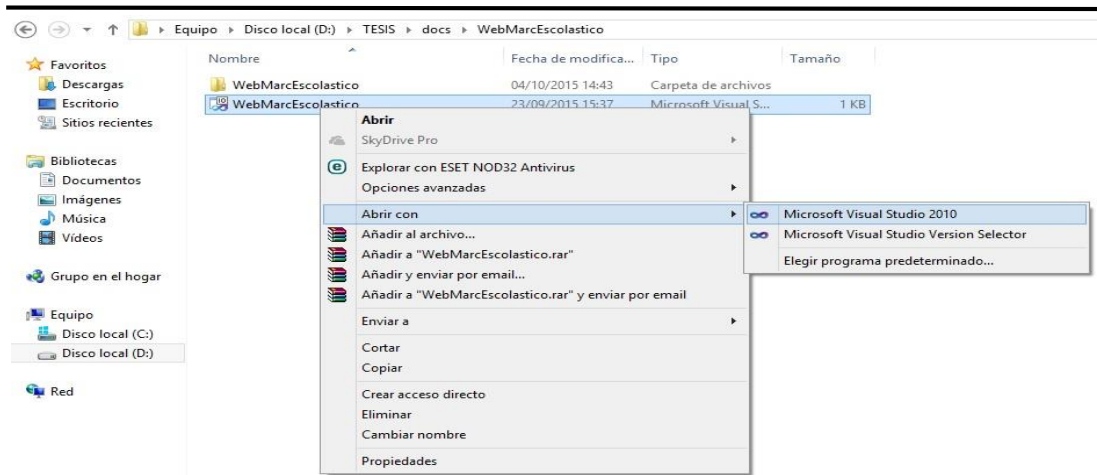 Equipo ▸ Disco local (D:) ▸ TESIS ▸ docs ▸ WebMarcEscolastico
Favoritos
Descargas
Escritorio
Sitios recientes
Bibliotecas
Documentos
Imágenes
Música
Vídeos
Grupo en el hogar
Equipo
Disco local (C:)
Disco local (D:)
Red
Nombre Fecha de modifica... Tipo Tamaño
WebMarcEscolastico 04/10/2015 14:43 Carpeta de archivos
WebMarcEscolastico 23/09/2015 15:37 Microsoft Visual S... 1 KB
Abrir
SkyDrive Pro
Explorar con ESET NOD32 Antivirus
Opciones avanzadas
Abrir con
Añadir al archivo...
Añadir a "WebMarcEscolastico.rar"
Añadir y enviar por email...
Añadir a "WebMarcEscolastico.rar" y enviar por email
Enviar a
Cortar
Copiar
Crear acceso directo
Eliminar
Cambiar nombre
Propiedades
Microsoft Visual Studio 2010
Microsoft Visual Studio Version Selector
Elegir programa predeterminado...